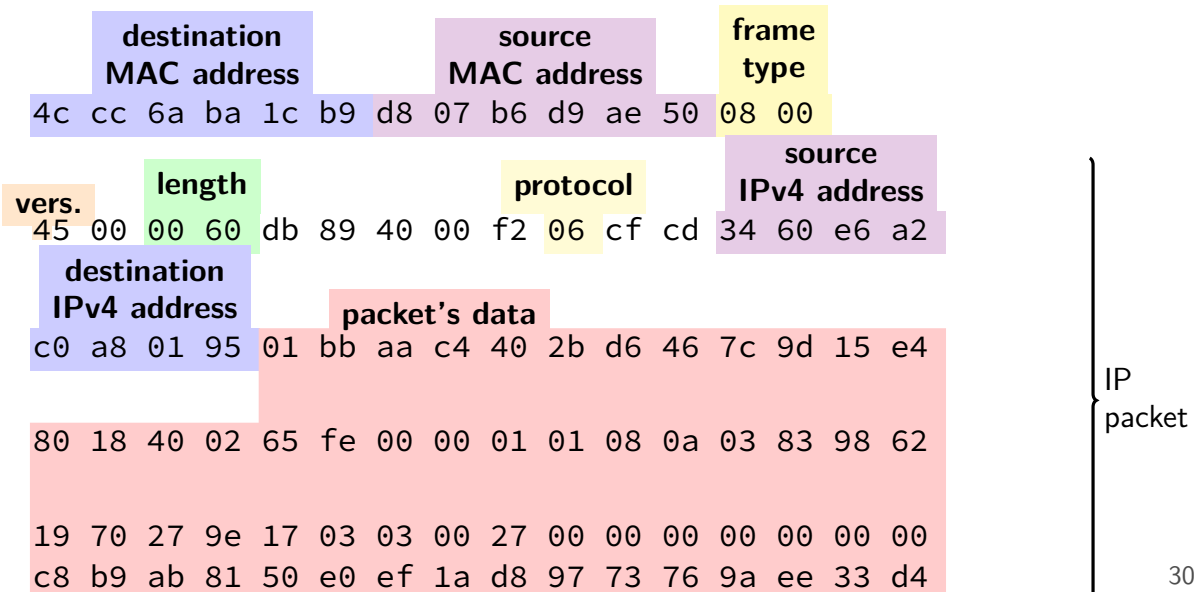 destination source frame
MAC address MAC address type
4c cc 6a ba 1c b9 d8 07 b6 d9 ae 50 08 00
source
length protocol IPv4 address
vers.
45 00 00 60 db 89 40 00 f2 06 cf cd 34 60 e6 a2
destination
IPv4 address packet's data
c0 a8 01 95 01 bb aa c4 40 2b d6 46 7c 9d 15 e4
IP
packet
80 18 40 02 65 fe 00 00 01 01 08 0a 03 83 98 62
19 70 27 9e 17 03 03 00 27 00 00 00 00 00 00 00
c8 b9 ab 81 50 e0 ef 1a d8 97 73 76 9a ee 33 d4
30